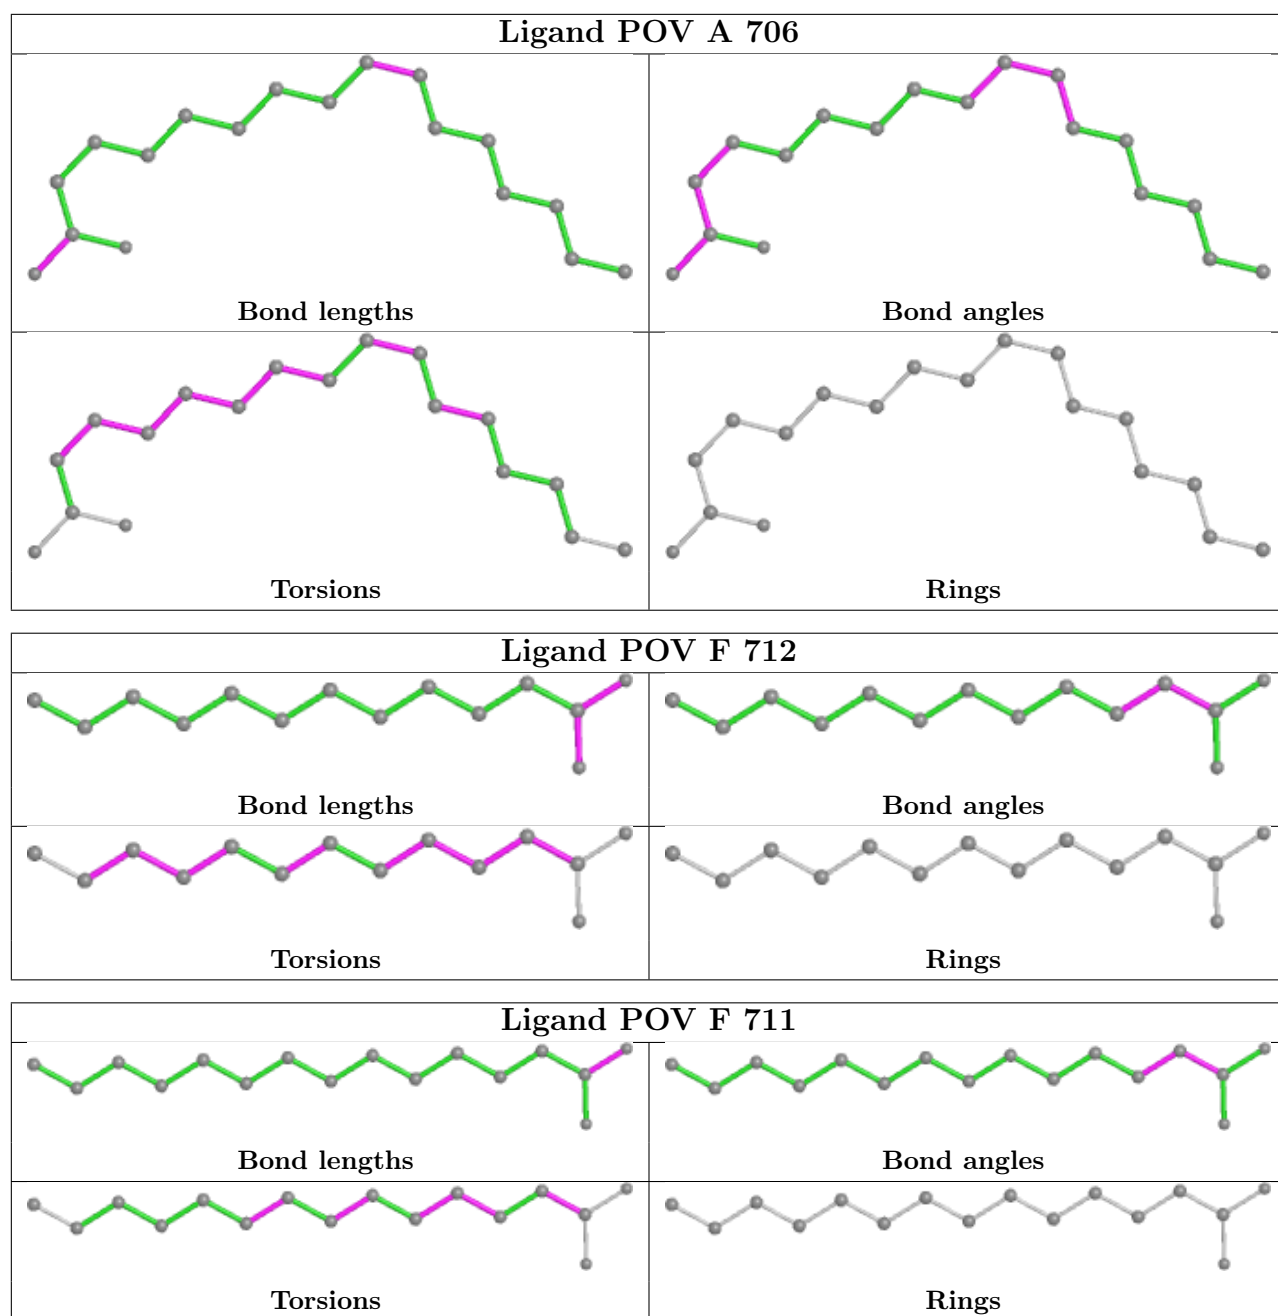 Ligand POV A 706
Bond lengths
Bond angles
Torsions
Rings
Ligand POV F 712
Bond lengths
Bond angles
Torsions
Rings
Ligand POV F 711
Bond lengths
Bond angles
Torsions
Rings